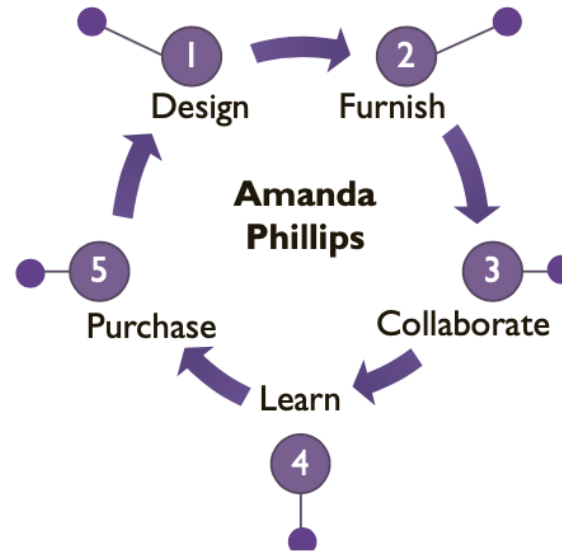 1
Design
2
Furnish
Amanda
Phillips
3
Collaborate
4
Learn
5
Purchase